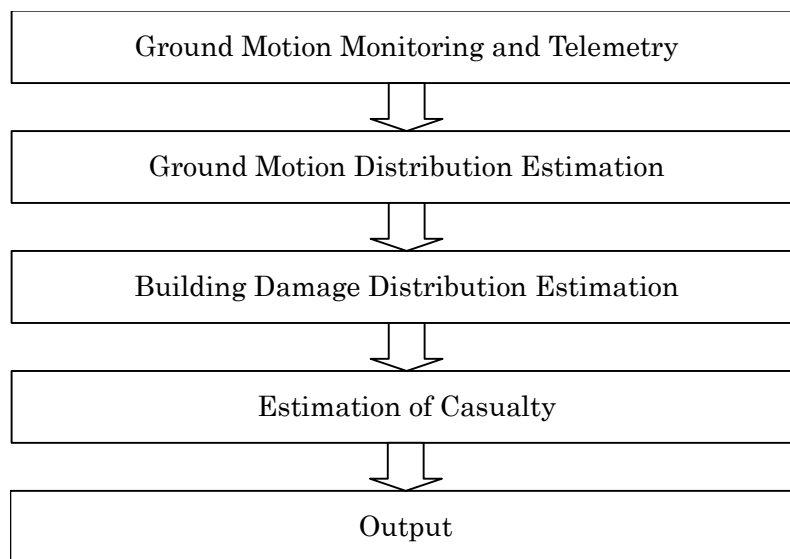 Ground Motion Monitoring and Telemetry
Ground Motion Distribution Estimation
Building Damage Distribution Estimation
Estimation of Casualty
Output